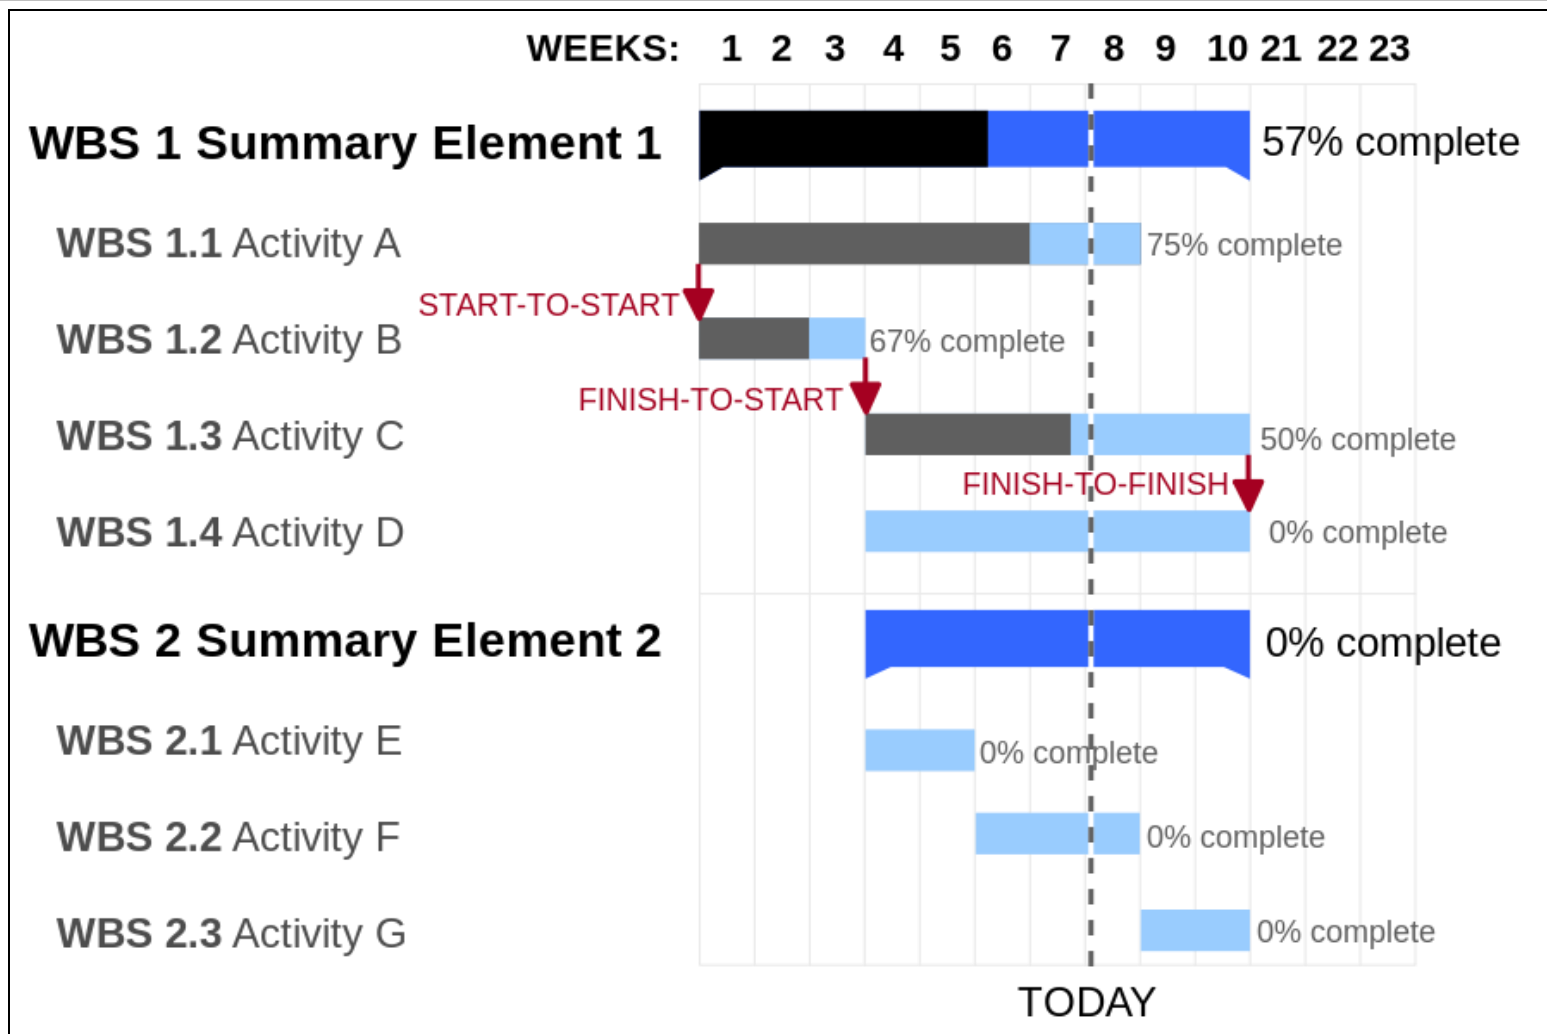 WEEKS: 1 2 3 4 5 6 7 8 9 10 21 22 23
WBS 1 Summary Element 1 57% complete
WBS 1.1 Activity A 75% complete
START-TO-START
WBS 1.2 Activity B 67% complete
FINISH-TO-START
WBS 1.3 Activity C 50% complete
FINISH-TO-FINISH
WBS 1.4 Activity D 0% complete
WBS 2 Summary Element 2 0% complete
WBS 2.1 Activity E 0% complete
WBS 2.2 Activity F 0% complete
WBS 2.3 Activity G 0% complete
TODAY